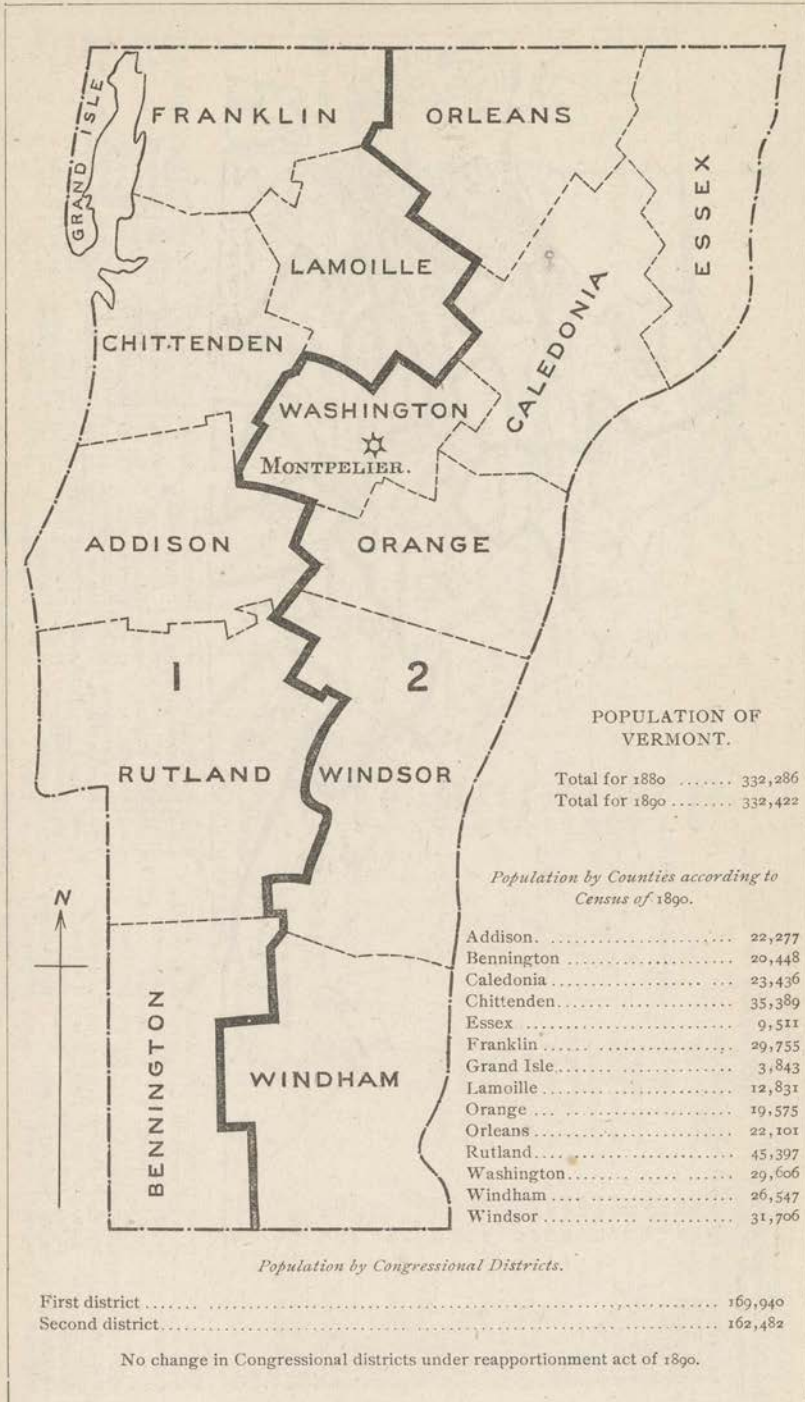 GRAND ISLE
FRANKLIN
ORLEANS
ESSEX
LAMOILLE
CHITTENDEN
CALEDONIA
WASHINGTON
MONTPELIER.
ADDISON
ORANGE
1
2
RUTLAND
WINDSOR
N
BENNINGTON
WINDHAM
POPULATION OF
VERMONT.
Total for 1880 ....... 332,286
Total for 1890 ........ 332,422
Population by Counties according to
Census of 1890.
Addison. ........................ 22,277
Bennington ..................... 20,448
Caledonia ....................... 23,436
Chittenden....................... 35,389
Essex ........................... 9,511
Franklin ........................ 29,755
Grand Isle....................... 3,843
Lamoille ........................ 12,831
Orange .......................... 19,575
Orleans ......................... 22,101
Rutland.......................... 45,397
Washington....................... 29,606
Windham ......................... 26,547
Windsor ......................... 31,706
Population by Congressional Districts.
First district ........................ 169,940
Second district........................ 162,482
No change in Congressional districts under reapportionment act of 1890.